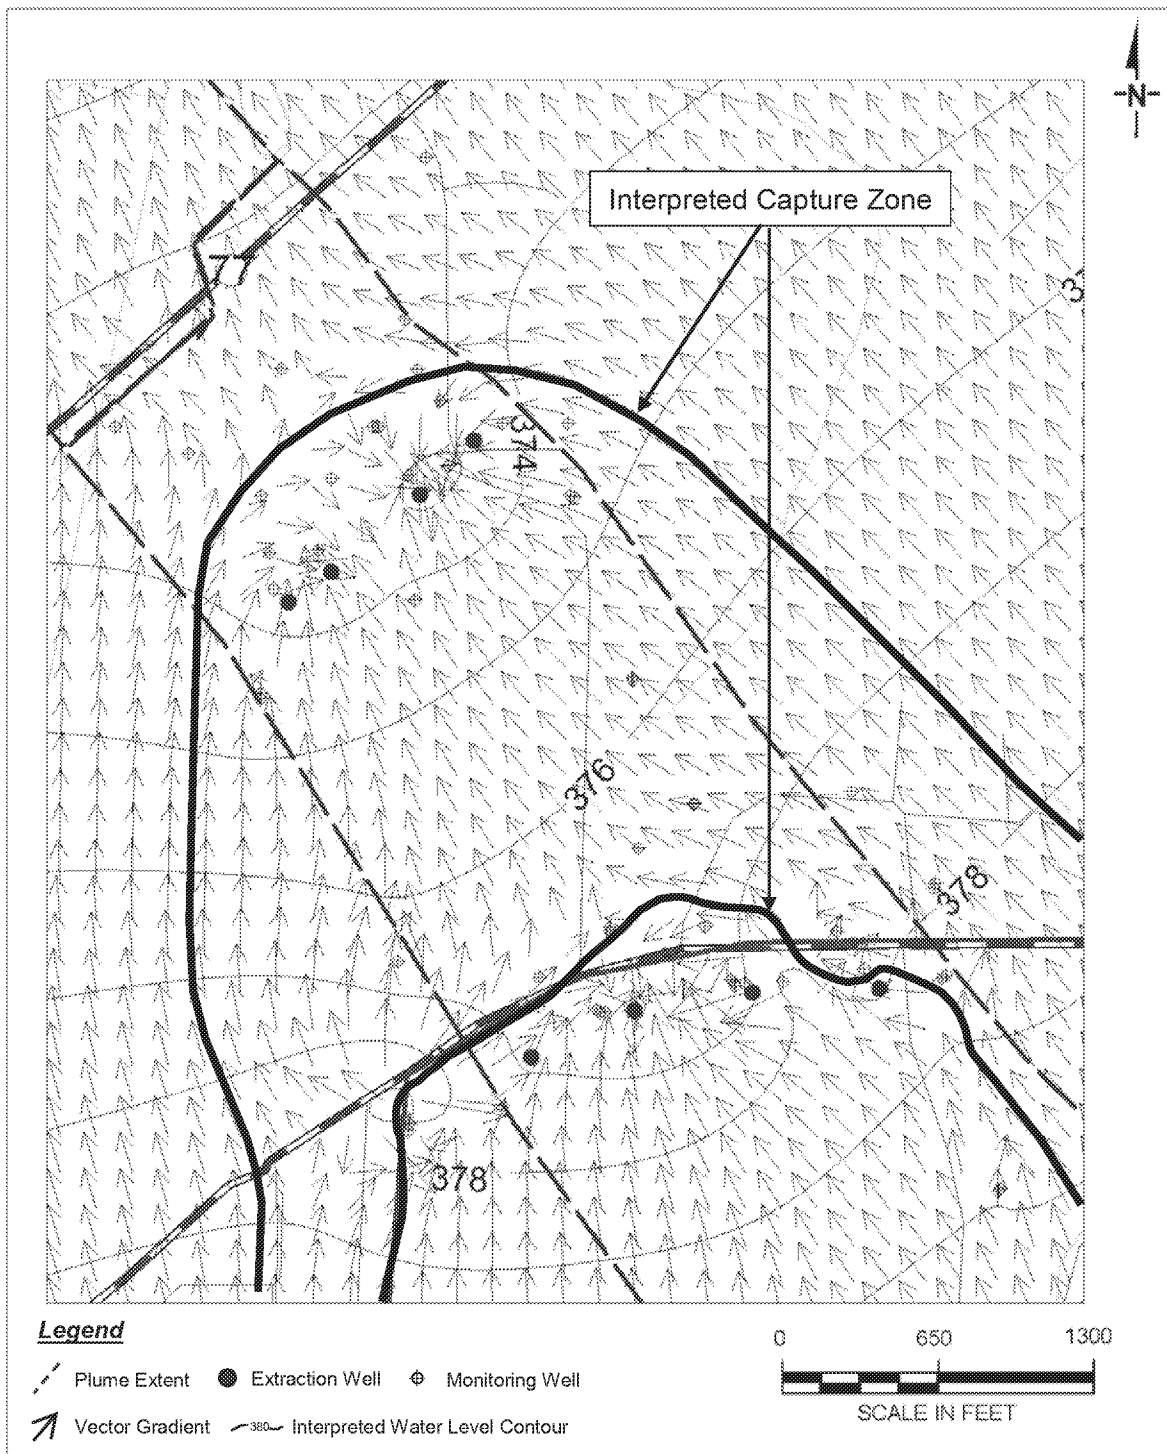 N
Interpreted Capture Zone
77
374
376
378
378
Legend
0 650 1300
Plume Extent Extraction Well Monitoring Well
SCALE IN FEET
Vector Gradient 380 Interpreted Water Level Contour